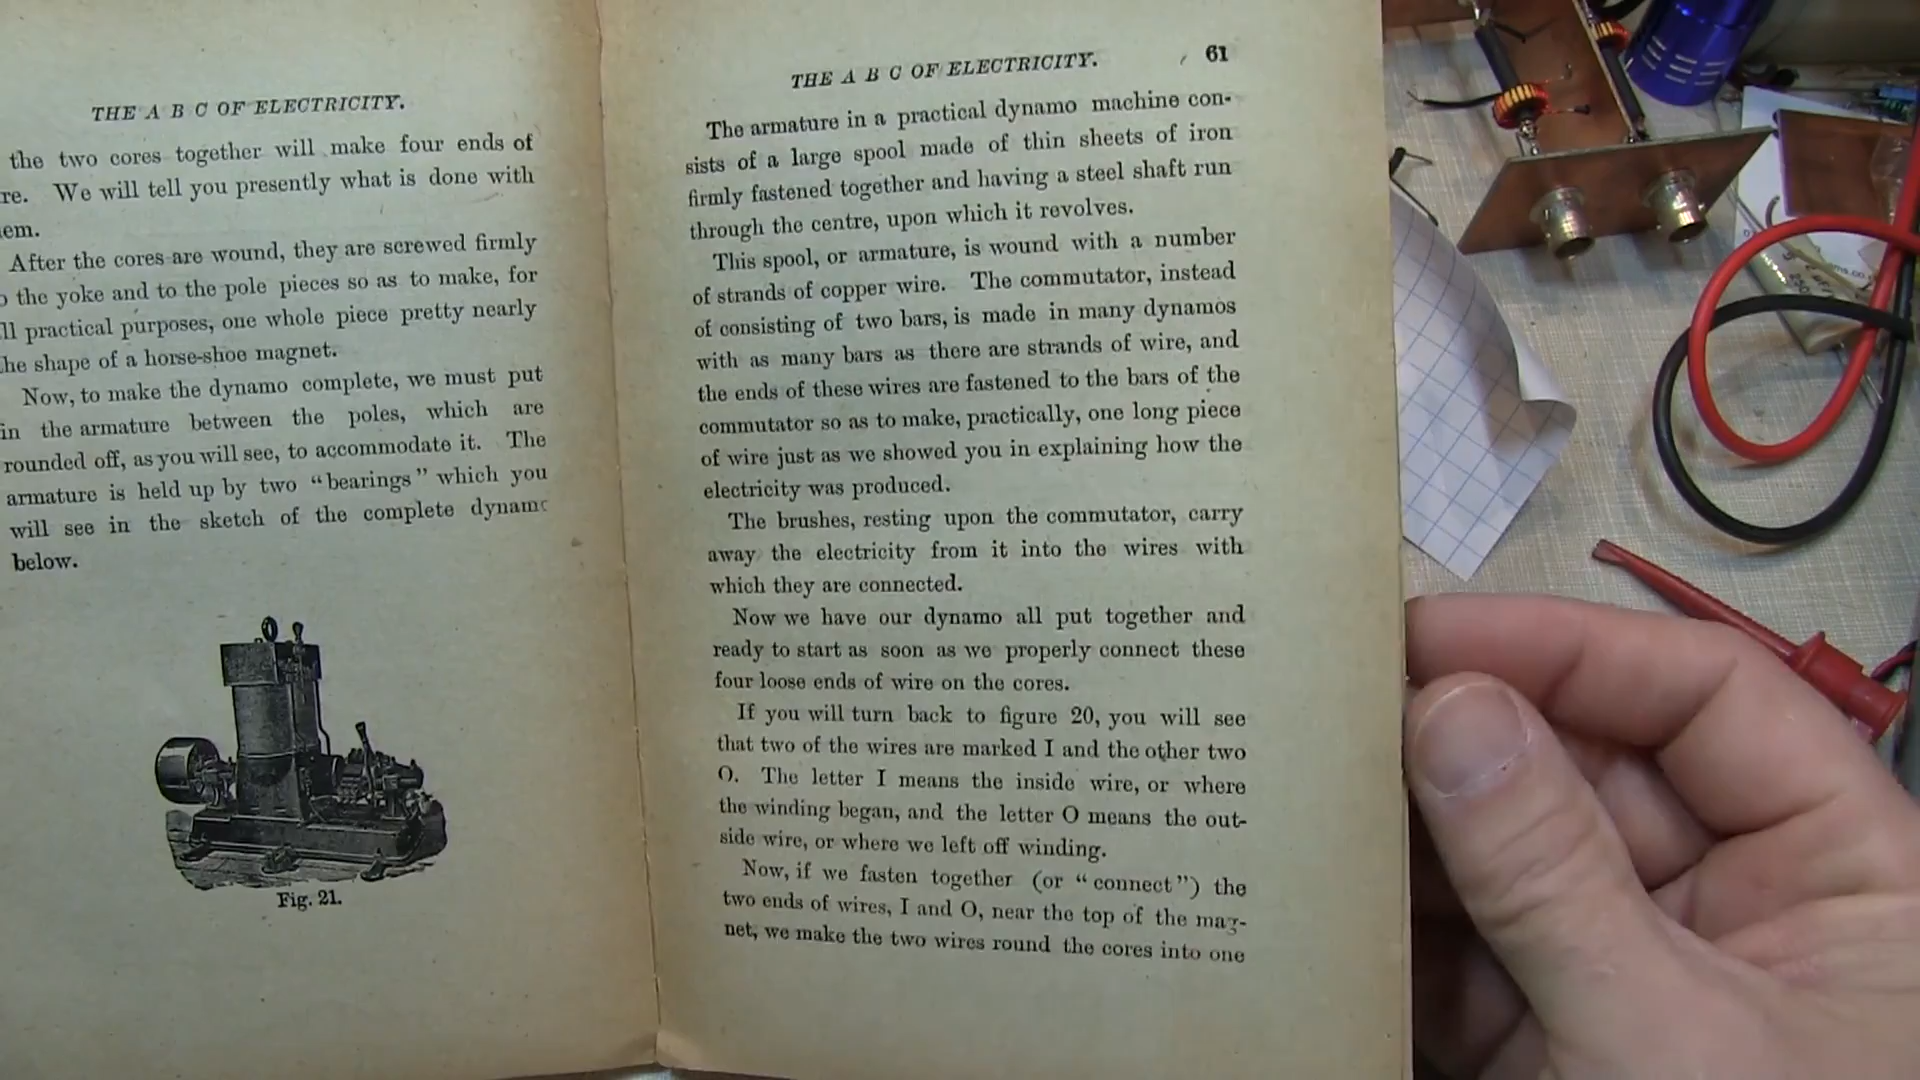 THE A B C OF ELECTRICITY.
the two cores together will make four ends of
re. We will tell you presently what is done with
em.
After the cores are wound, they are screwed firmly
o the yoke and to the pole pieces so as to make, for
ll practical purposes, one whole piece pretty nearly
he shape of a horse-shoe magnet.
Now, to make the dynamo complete, we must put
in the armature between the poles, which are
rounded off, as you will see, to accommodate it. The
armature is held up by two “bearings” which you
will see in the sketch of the complete dynamo
below.
Fig. 21.
THE A B C OF ELECTRICITY. 61
The armature in a practical dynamo machine con-
sists of a large spool made of thin sheets of iron
firmly fastened together and having a steel shaft run
through the centre, upon which it revolves.
This spool, or armature, is wound with a number
of strands of copper wire. The commutator, instead
of consisting of two bars, is made in many dynamos
with as many bars as there are strands of wire, and
the ends of these wires are fastened to the bars of the
commutator so as to make, practically, one long piece
of wire just as we showed you in explaining how the
electricity was produced.
The brushes, resting upon the commutator, carry
away the electricity from it into the wires with
which they are connected.
Now we have our dynamo all put together and
ready to start as soon as we properly connect these
four loose ends of wire on the cores.
If you will turn back to figure 20, you will see
that two of the wires are marked I and the other two
O. The letter I means the inside wire, or where
the winding began, and the letter O means the out-
side wire, or where we left off winding.
Now, if we fasten together (or “connect”) the
two ends of wires, I and O, near the top of the mag-
net, we make the two wires round the cores into one